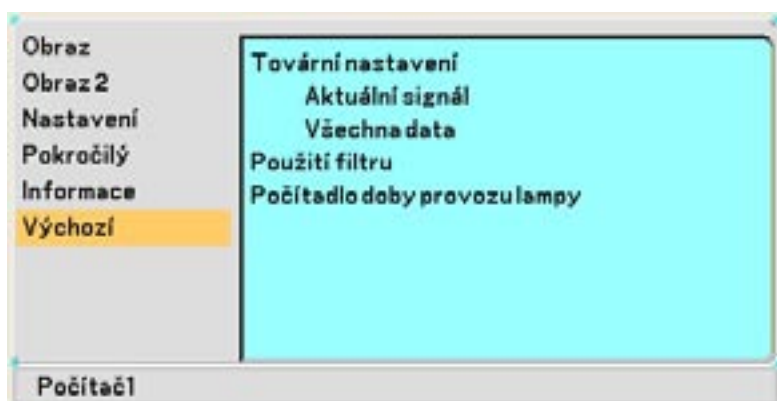 Obraz
Obraz 2
Nastavení
Pokročilý
Informace
Výchozí
Tovární nastavení
Aktuální signál
Všechna data
Použití filtru
Počítadlo doby provozu lampy
Počítač1